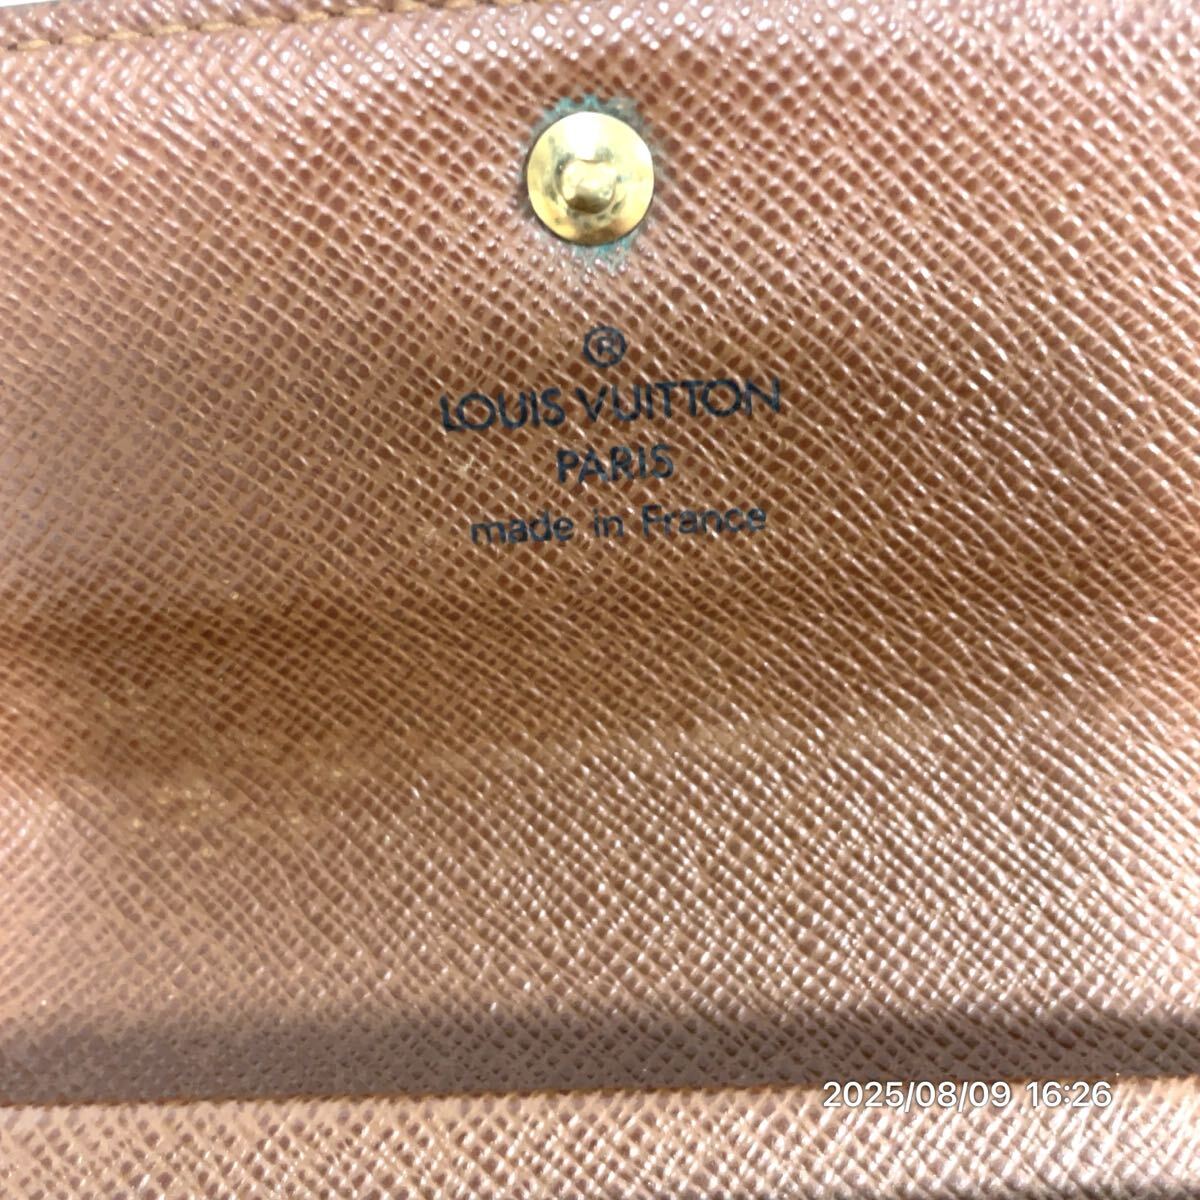 ®
LOUIS VUITTON
PARIS
made in France
2025/08/09 16:26